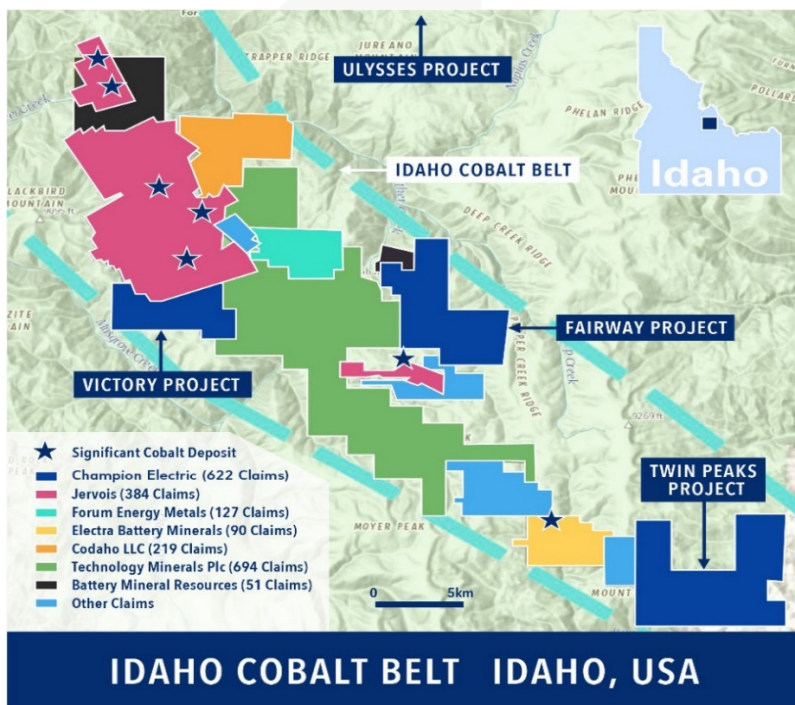 JUREANO
TRAPPER RIDGE
ULYSSES PROJECT
PHELAN RIDGE
Idaho
IDAHO COBALT BELT
MOUNTAIN
DEEP CREEK RIDGE
FAIRWAY PROJECT
VICTORY PROJECT
9269 ft
TWIN PEAKS
PROJECT
Significant Cobalt Deposit
Champion Electric (622 Claims)
Jervois (384 Claims)
Forum Energy Metals (127 Claims)
Electra Battery Minerals (90 Claims)
Codaho LLC (219 Claims)
Technology Minerals Plc (694 Claims)
Battery Mineral Resources (51 Claims)
Other Claims
MOYER PEAK
MOUNT
0 5km
IDAHO COBALT BELT IDAHO, USA